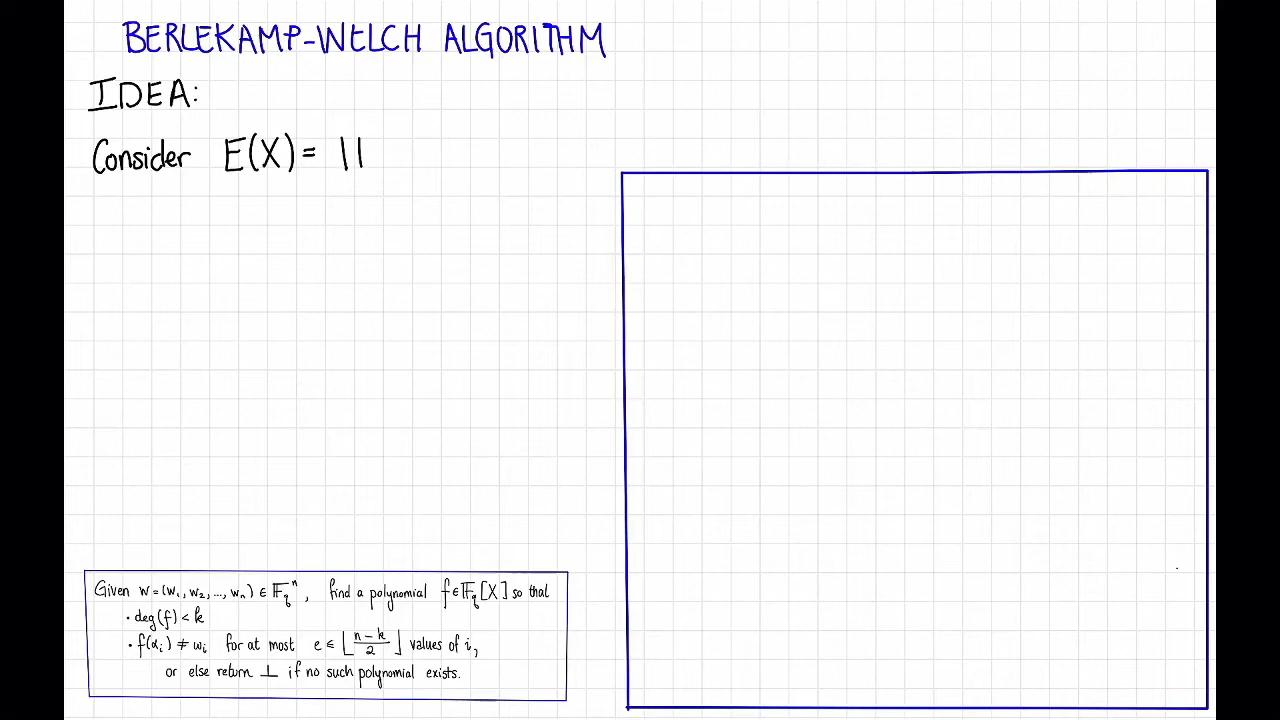 BERLEKAMP-WELCH ALGORITHM
IDEA:
Consider E(X) = ||
Given w = (w₁, w₂, ..., wₙ) ∈ 𝔽_q^n, find a polynomial f ∈ 𝔽_q[X] so that
• deg(f) < k
• f(αᵢ) ≠ wᵢ for at most e ≤ ⌊(n-k)/2⌋ values of i,
or else return ⊥ if no such polynomial exists.